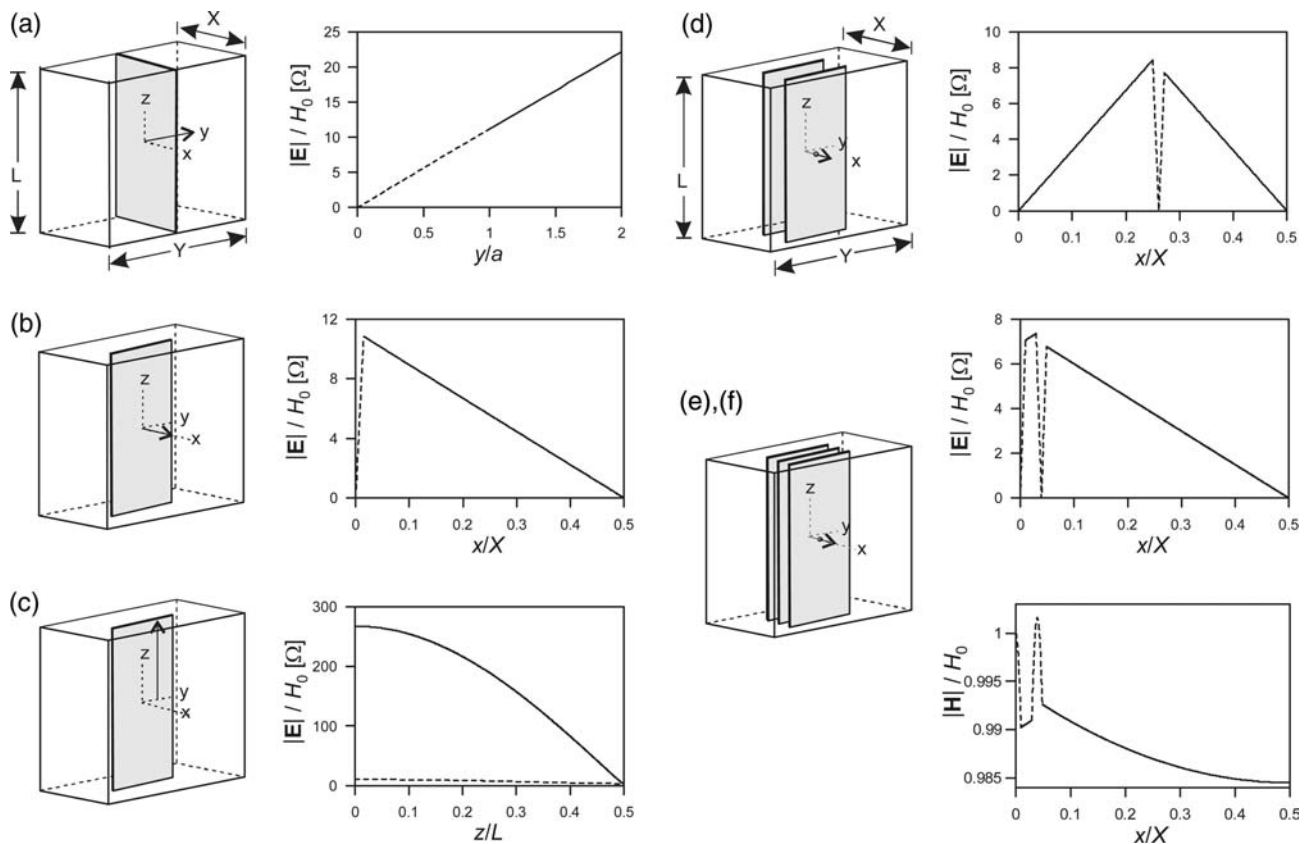 (a)
X
L
z
y
x
Y
|E| / H0 [Ω]
25
20
15
10
5
0
0 0.5 1 1.5 2
y/a
(b)
z
y
x
|E| / H0 [Ω]
12
8
4
0
0 0.1 0.2 0.3 0.4 0.5
x/X
(c)
z
y
x
|E| / H0 [Ω]
300
200
100
0
0 0.1 0.2 0.3 0.4 0.5
z/L
(d)
X
L
z
x
Y
|E| / H0 [Ω]
10
8
6
4
2
0
0 0.1 0.2 0.3 0.4 0.5
x/X
(e),(f)
z
y
x
|E| / H0 [Ω]
8
6
4
2
0
0 0.1 0.2 0.3 0.4 0.5
x/X
|H| / H0
1
0.995
0.99
0.985
0 0.1 0.2 0.3 0.4 0.5
x/X